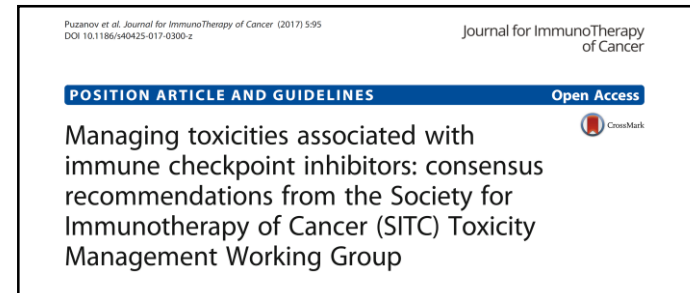 Puzanov et al. Journal for ImmunoTherapy of Cancer (2017) 5:95
DOI 10.1186/s40425-017-0300-z
Journal for ImmunoTherapy
of Cancer
POSITION ARTICLE AND GUIDELINES
Open Access
CrossMark
Managing toxicities associated with
immune checkpoint inhibitors: consensus
recommendations from the Society for
Immunotherapy of Cancer (SITC) Toxicity
Management Working Group